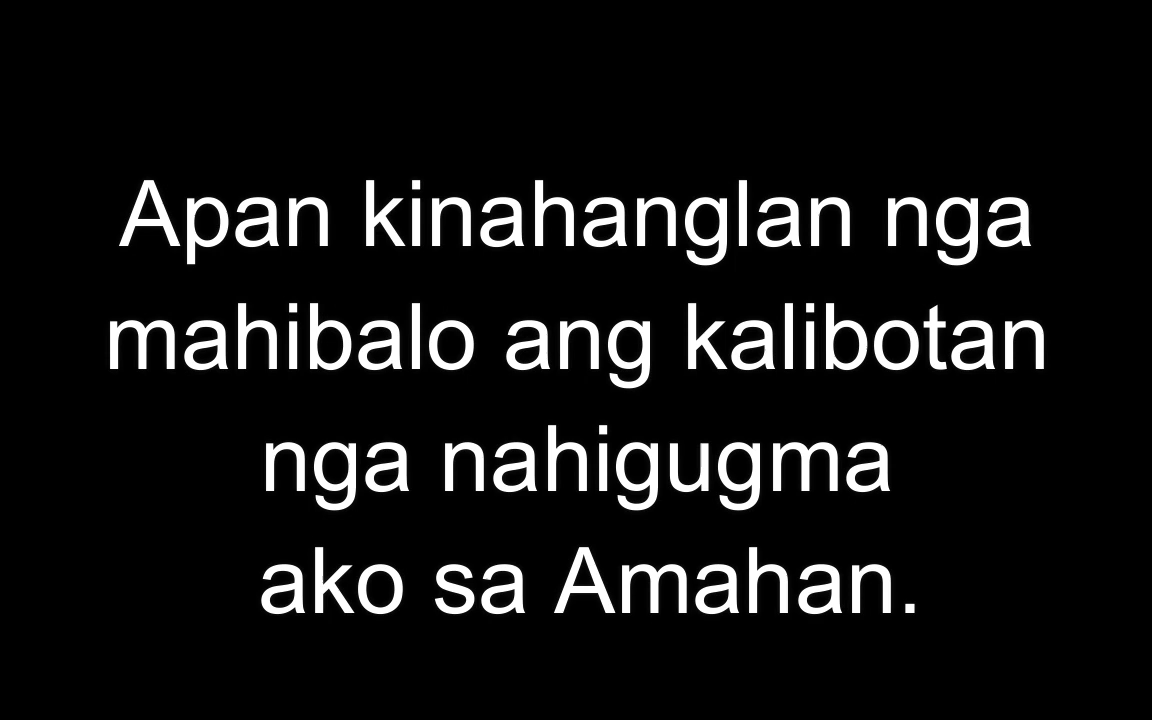 Apan kinahanglan nga
mahibalo ang kalibotan
nga nahigugma
ako sa Amahan.